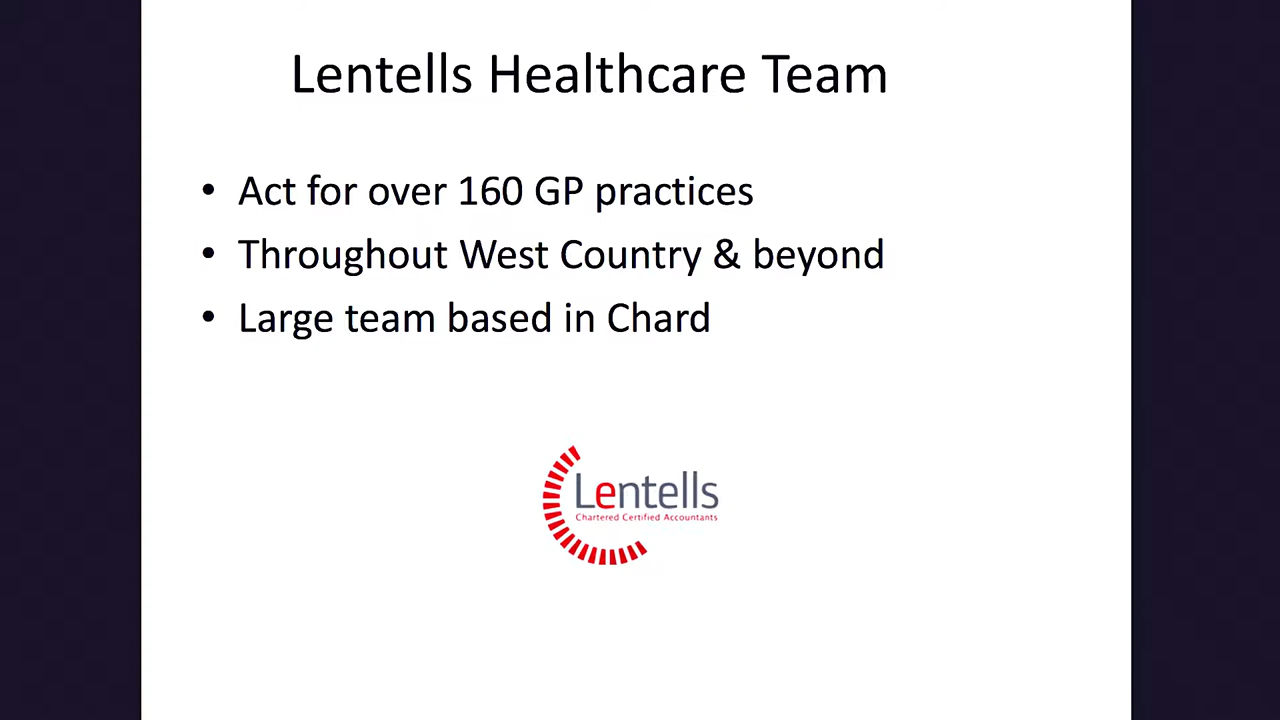 Lentells Healthcare Team
• Act for over 160 GP practices
• Throughout West Country & beyond
• Large team based in Chard
Lentells
Chartered Certified Accountants